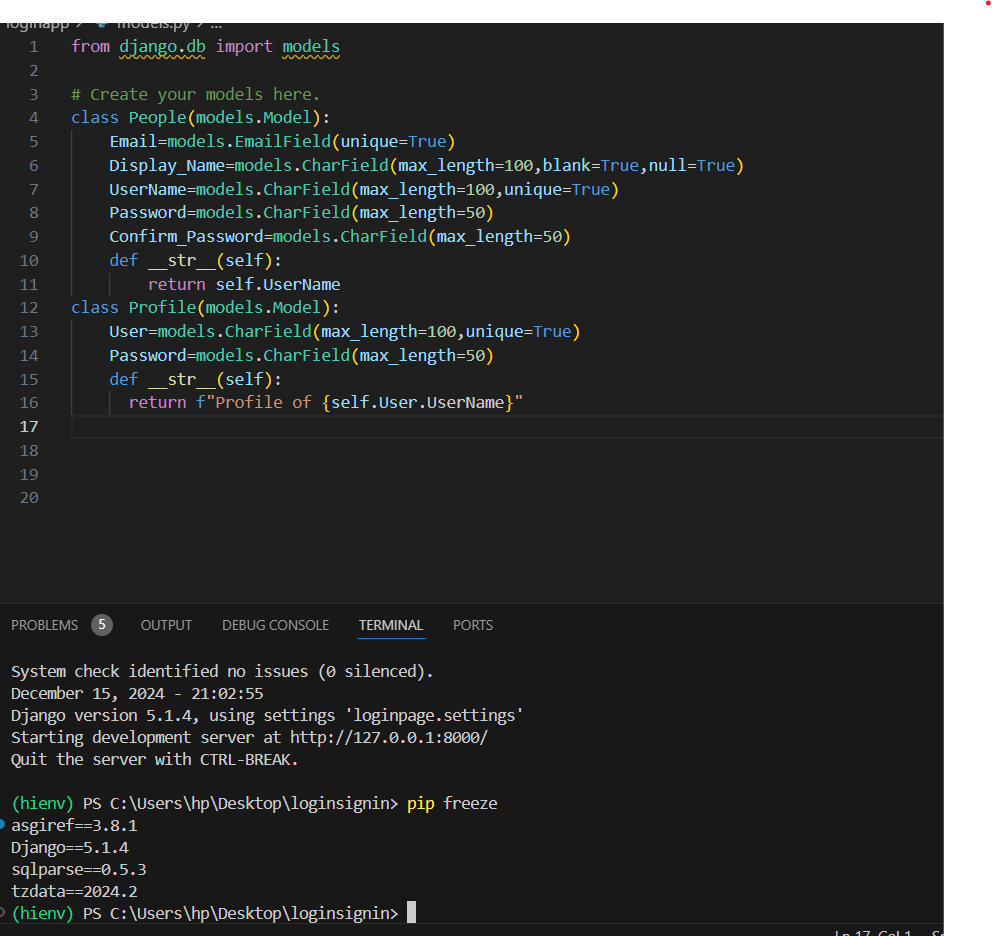 loginapp > models.py > ...
1 from django.db import models
2
3 # Create your models here.
4 class People(models.Model):
5     Email=models.EmailField(unique=True)
6     Display_Name=models.CharField(max_length=100,blank=True,null=True)
7     UserName=models.CharField(max_length=100,unique=True)
8     Password=models.CharField(max_length=50)
9     Confirm_Password=models.CharField(max_length=50)
10     def __str__(self):
11         return self.UserName
12 class Profile(models.Model):
13     User=models.CharField(max_length=100,unique=True)
14     Password=models.CharField(max_length=50)
15     def __str__(self):
16       return f"Profile of {self.User.UserName}"
17
18
19
20
PROBLEMS 5 OUTPUT DEBUG CONSOLE TERMINAL PORTS
System check identified no issues (0 silenced).
December 15, 2024 - 21:02:55
Django version 5.1.4, using settings 'loginpage.settings'
Starting development server at http://127.0.0.1:8000/
Quit the server with CTRL-BREAK.
(hienv) PS C:\Users\hp\Desktop\loginsignin> pip freeze
asgiref==3.8.1
Django==5.1.4
sqlparse==0.5.3
tzdata==2024.2
(hienv) PS C:\Users\hp\Desktop\loginsignin>
Ln 17, Col 1